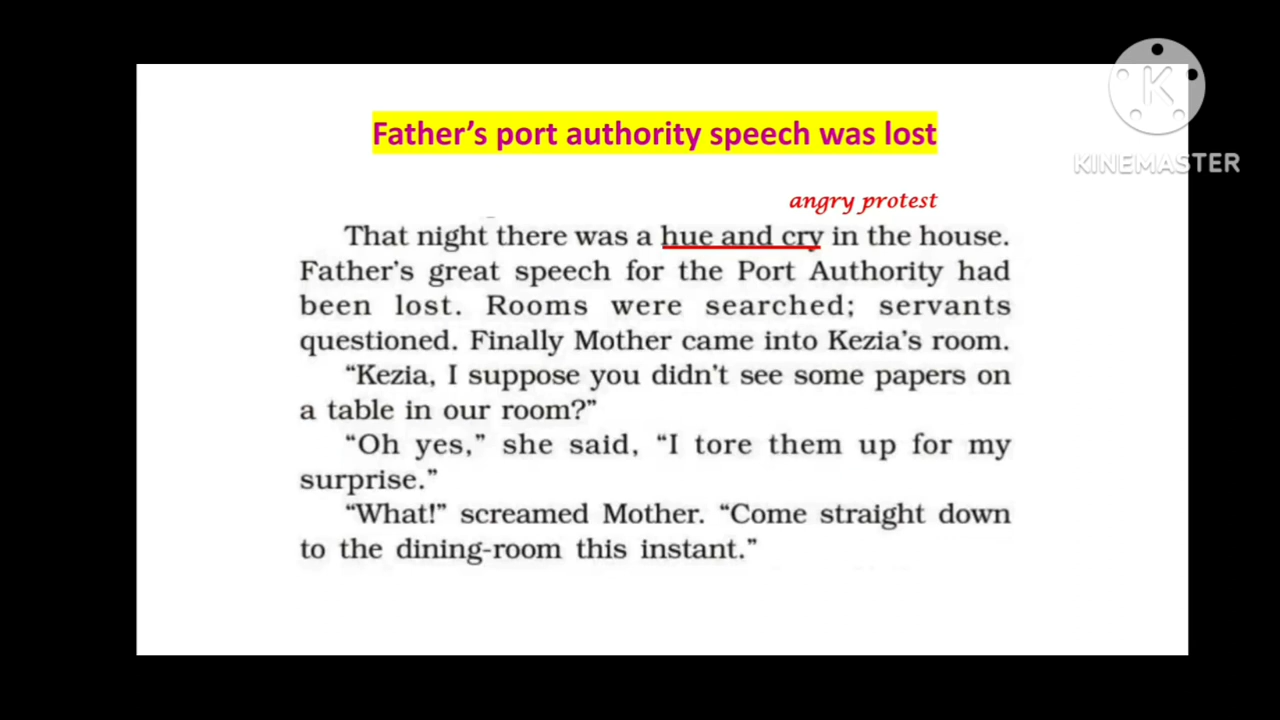 Father’s port authority speech was lost
K
KINEMASTER
angry protest
That night there was a hue and cry in the house.
Father’s great speech for the Port Authority had
been lost. Rooms were searched; servants
questioned. Finally Mother came into Kezia’s room.
“Kezia, I suppose you didn’t see some papers on
a table in our room?”
“Oh yes,” she said, “I tore them up for my
surprise.”
“What!” screamed Mother. “Come straight down
to the dining-room this instant.”